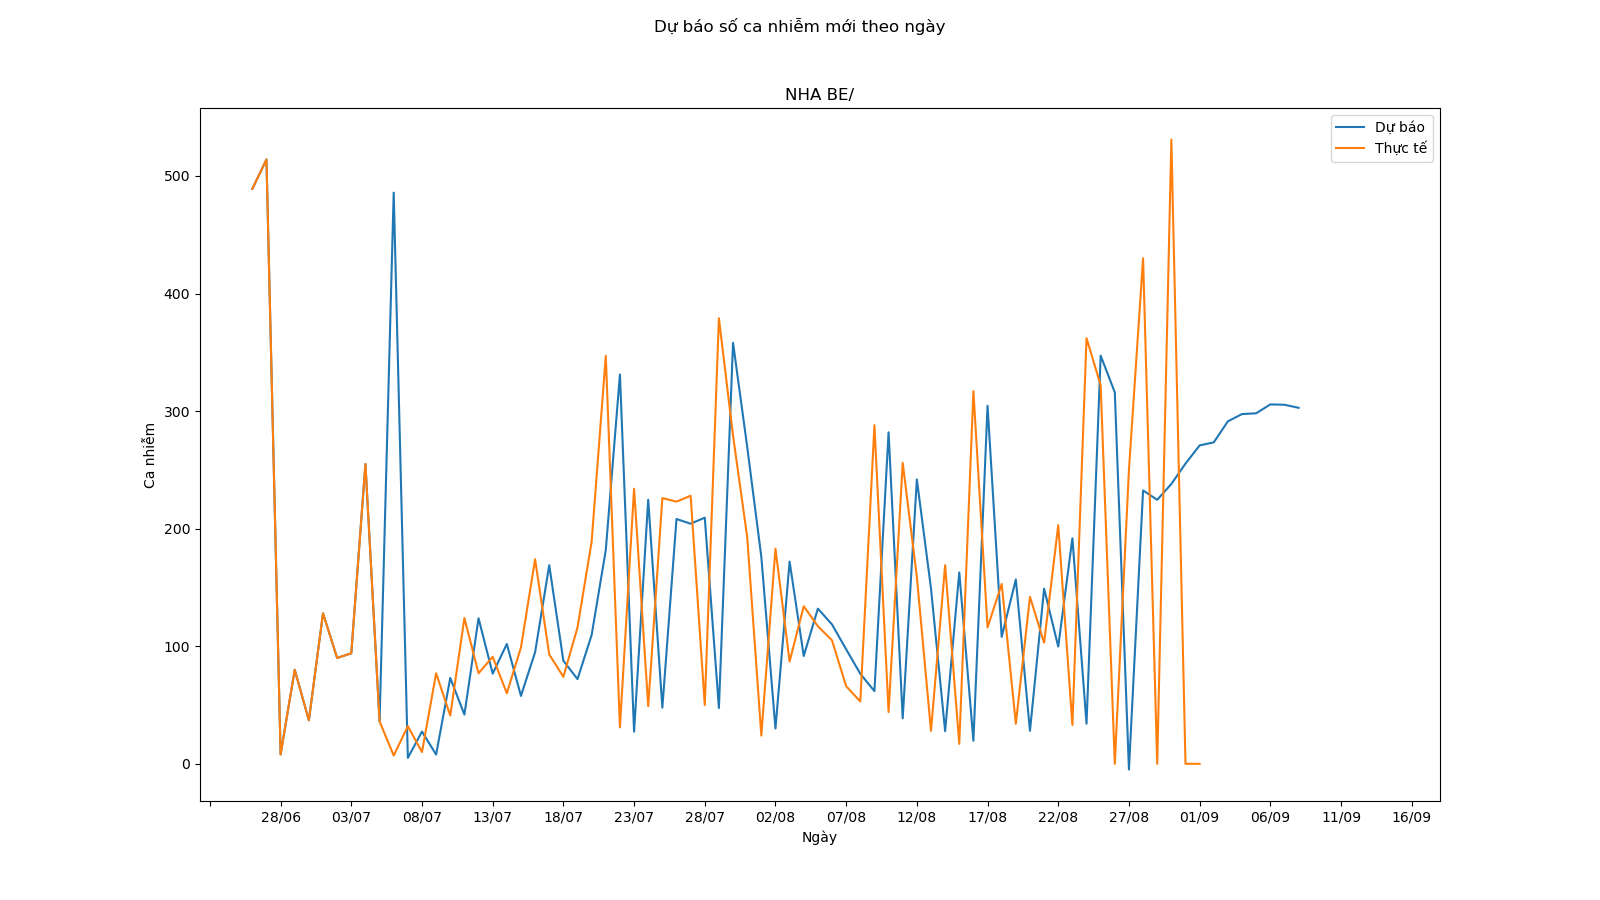 Dự báo số ca nhiễm mới theo ngày
NHA BE/
Dự báo
Thực tế
Ca nhiễm
500
400
300
200
100
0
28/06 03/07 08/07 13/07 18/07 23/07 28/07 02/08 07/08 12/08 17/08 22/08 27/08 01/09 06/09 11/09 16/09
Ngày